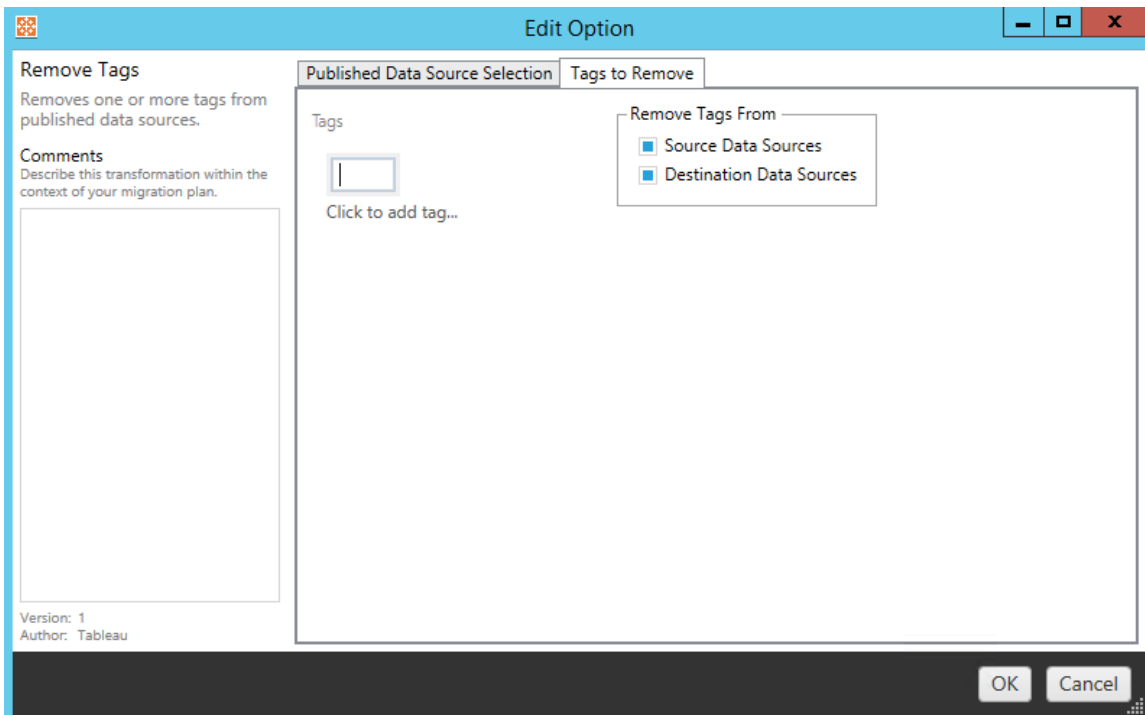 Edit Option
Remove Tags
Removes one or more tags from
published data sources.
Comments
Describe this transformation within the
context of your migration plan.
Version: 1
Author: Tableau
Published Data Source Selection
Tags to Remove
Tags
Click to add tag...
Remove Tags From
Source Data Sources
Destination Data Sources
OK
Cancel